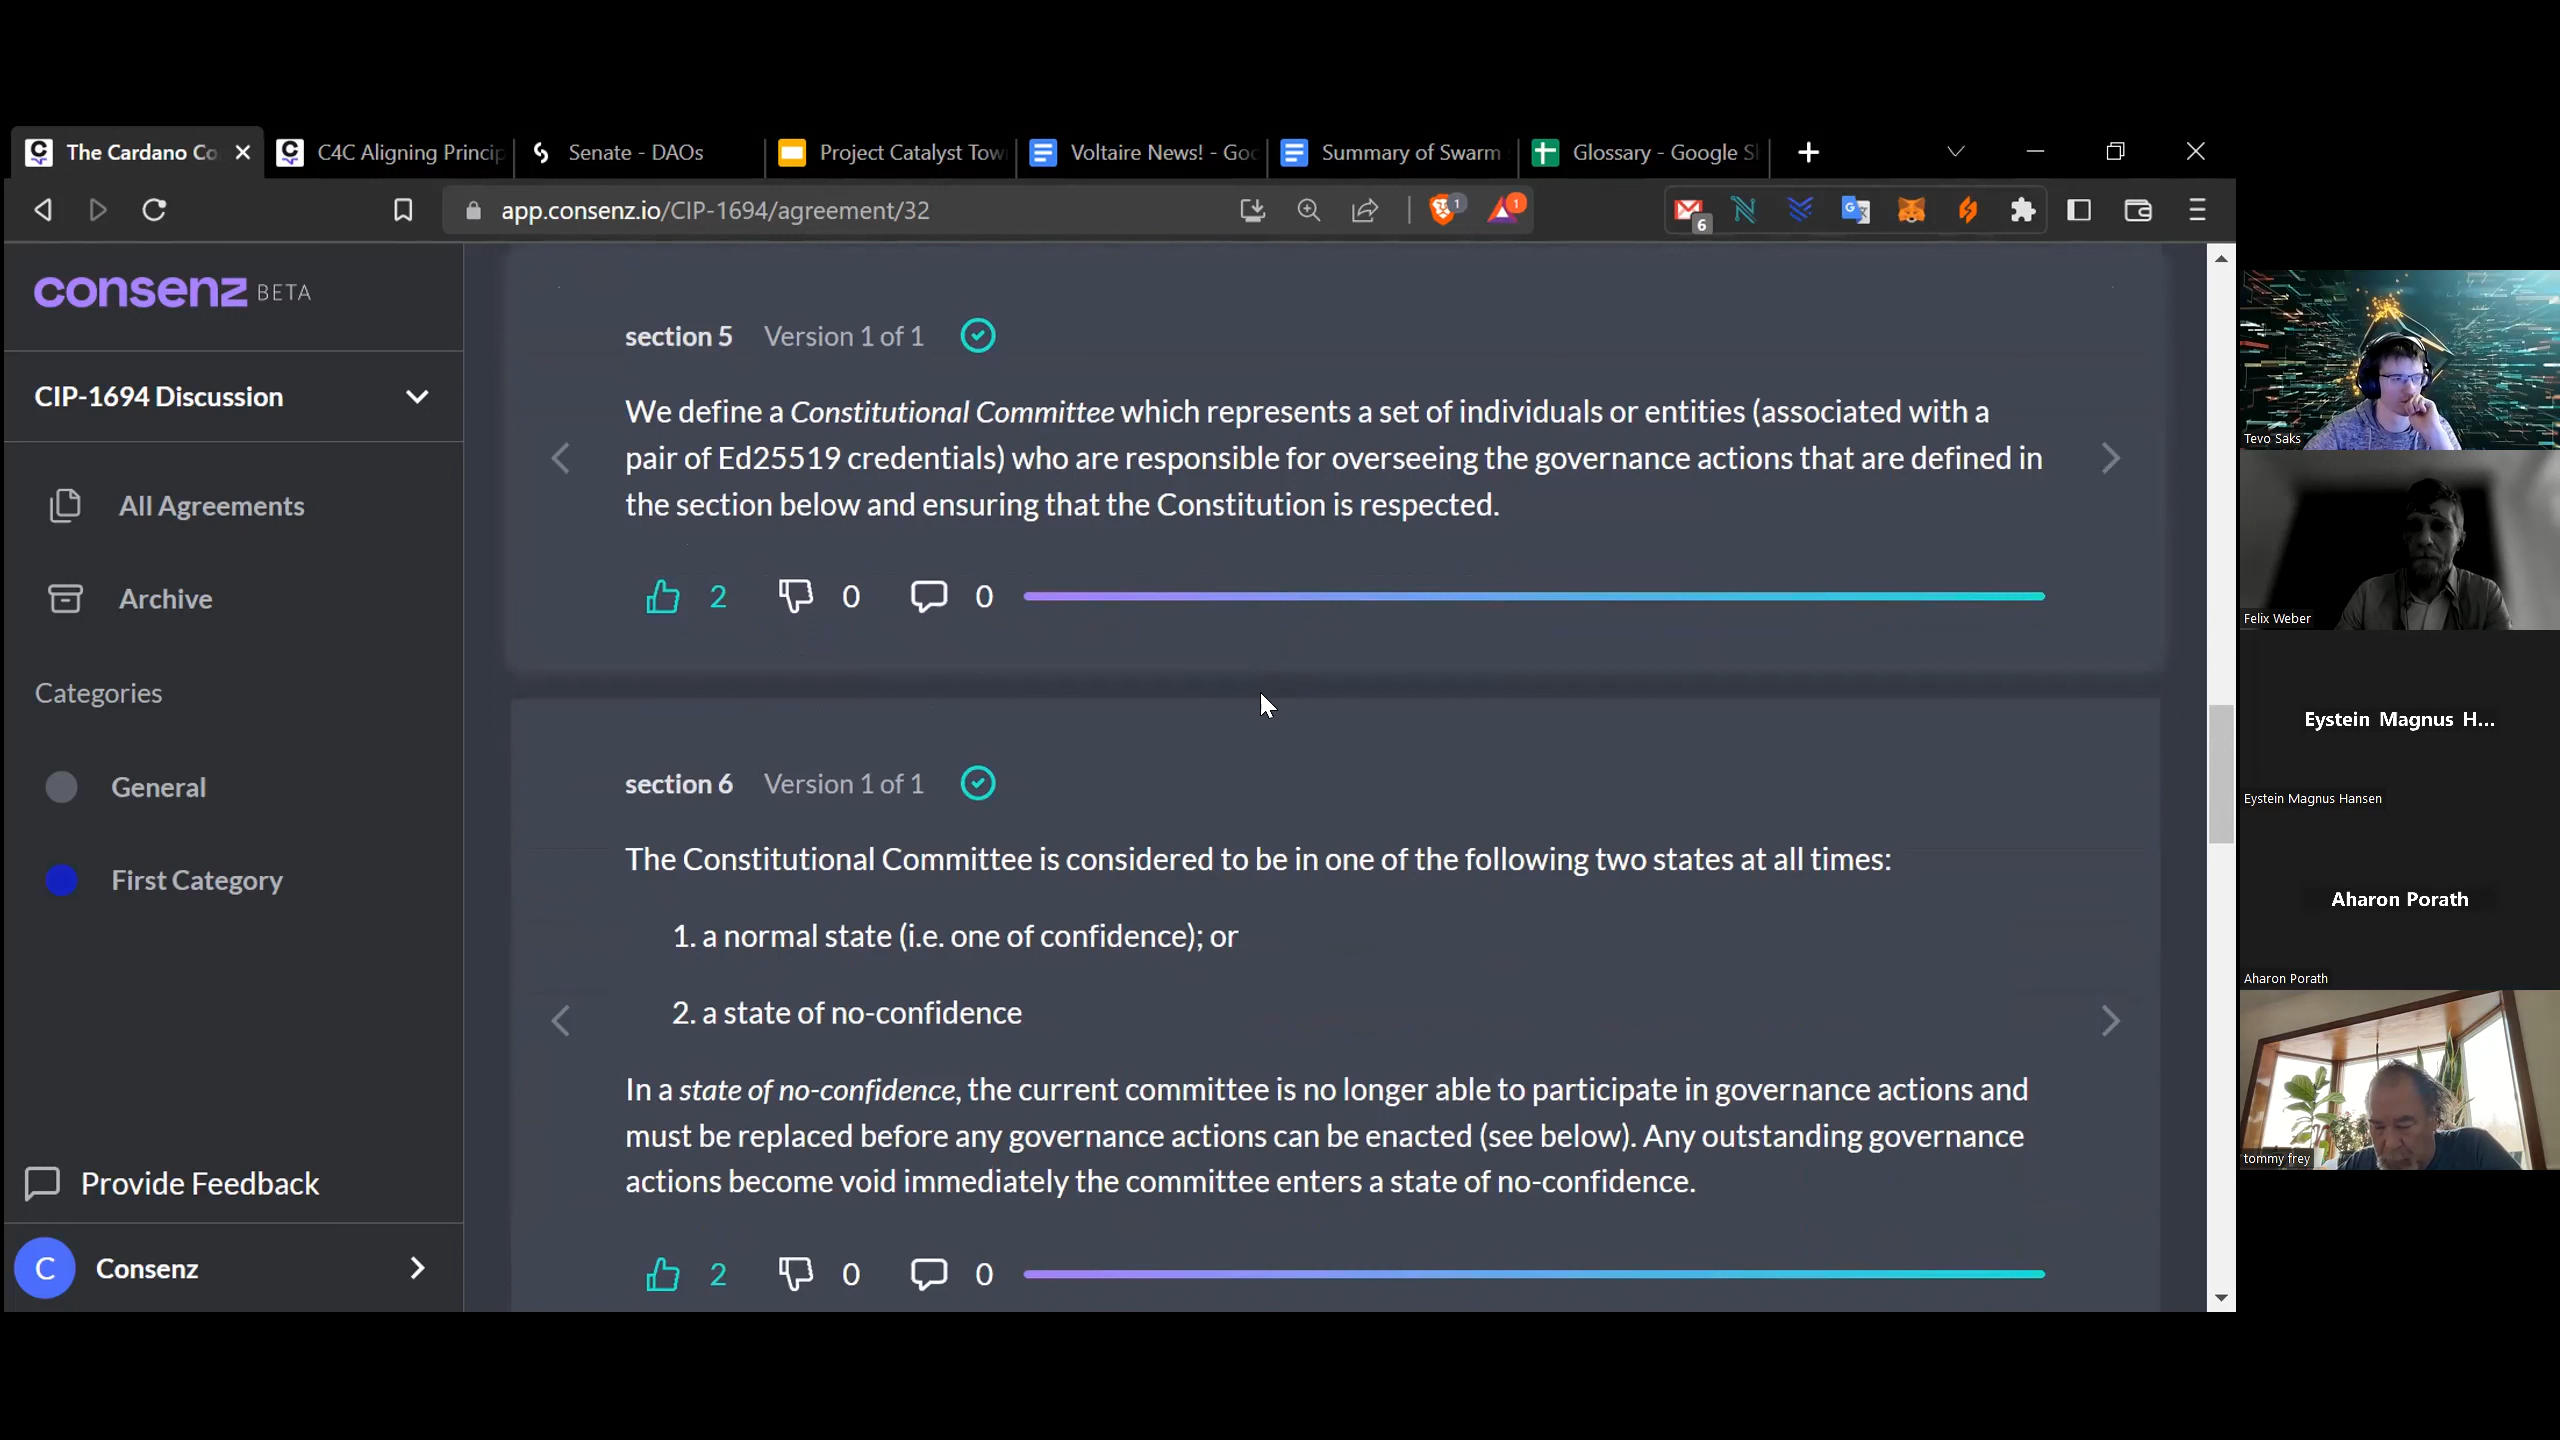 The Cardano Co
C4C Aligning Princip
Senate - DAOs
Project Catalyst Tow
Voltaire News! - Goo
Summary of Swarm
Glossary - Google S
app.consenz.io/CIP-1694/agreement/32
1
1
6
consenz BETA
CIP-1694 Discussion
All Agreements
Archive
Categories
General
First Category
Provide Feedback
C Consenz
section 5 Version 1 of 1
We define a Constitutional Committee which represents a set of individuals or entities (associated with a
pair of Ed25519 credentials) who are responsible for overseeing the governance actions that are defined in
the section below and ensuring that the Constitution is respected.
2 0 0
section 6 Version 1 of 1
The Constitutional Committee is considered to be in one of the following two states at all times:
1. a normal state (i.e. one of confidence); or
2. a state of no-confidence
In a state of no-confidence, the current committee is no longer able to participate in governance actions and
must be replaced before any governance actions can be enacted (see below). Any outstanding governance
actions become void immediately the committee enters a state of no-confidence.
2 0 0
Tevo Saks
Felix Weber
Eystein Magnus H...
Eystein Magnus Hansen
Aharon Porath
Aharon Porath
tommy frey